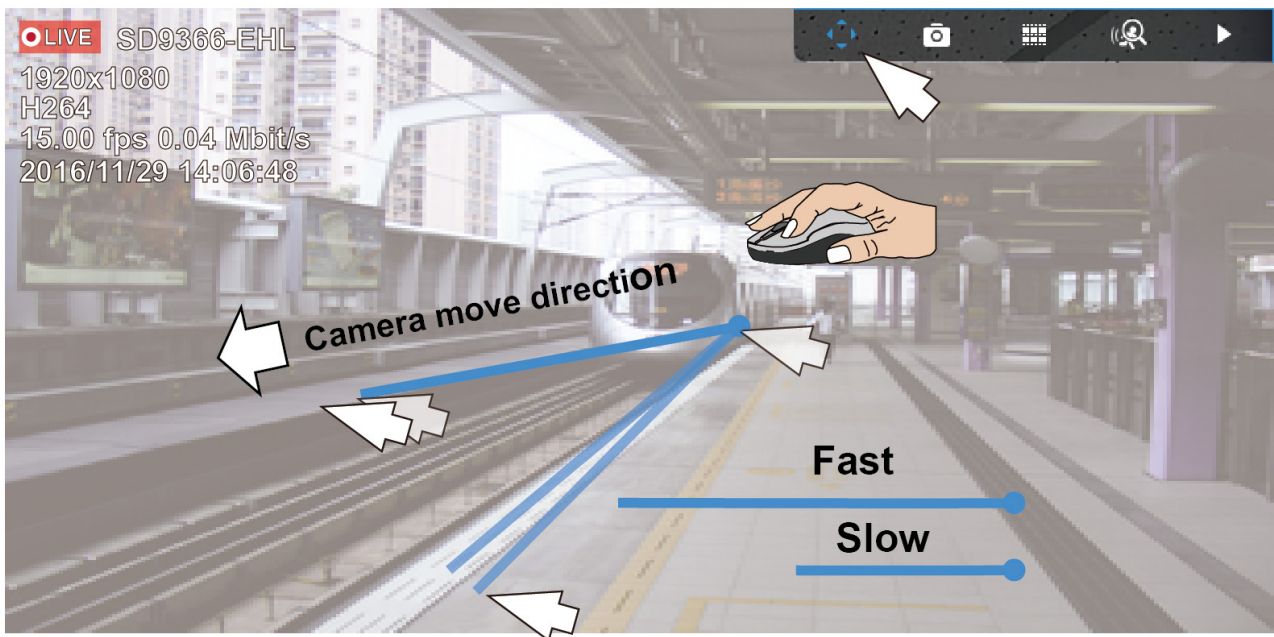 LIVE SD9366-EHL
1920x1080
H264
15.00 fps 0.04 Mbit/s
2016/11/29 14:06:48
Camera move direction
Fast
Slow